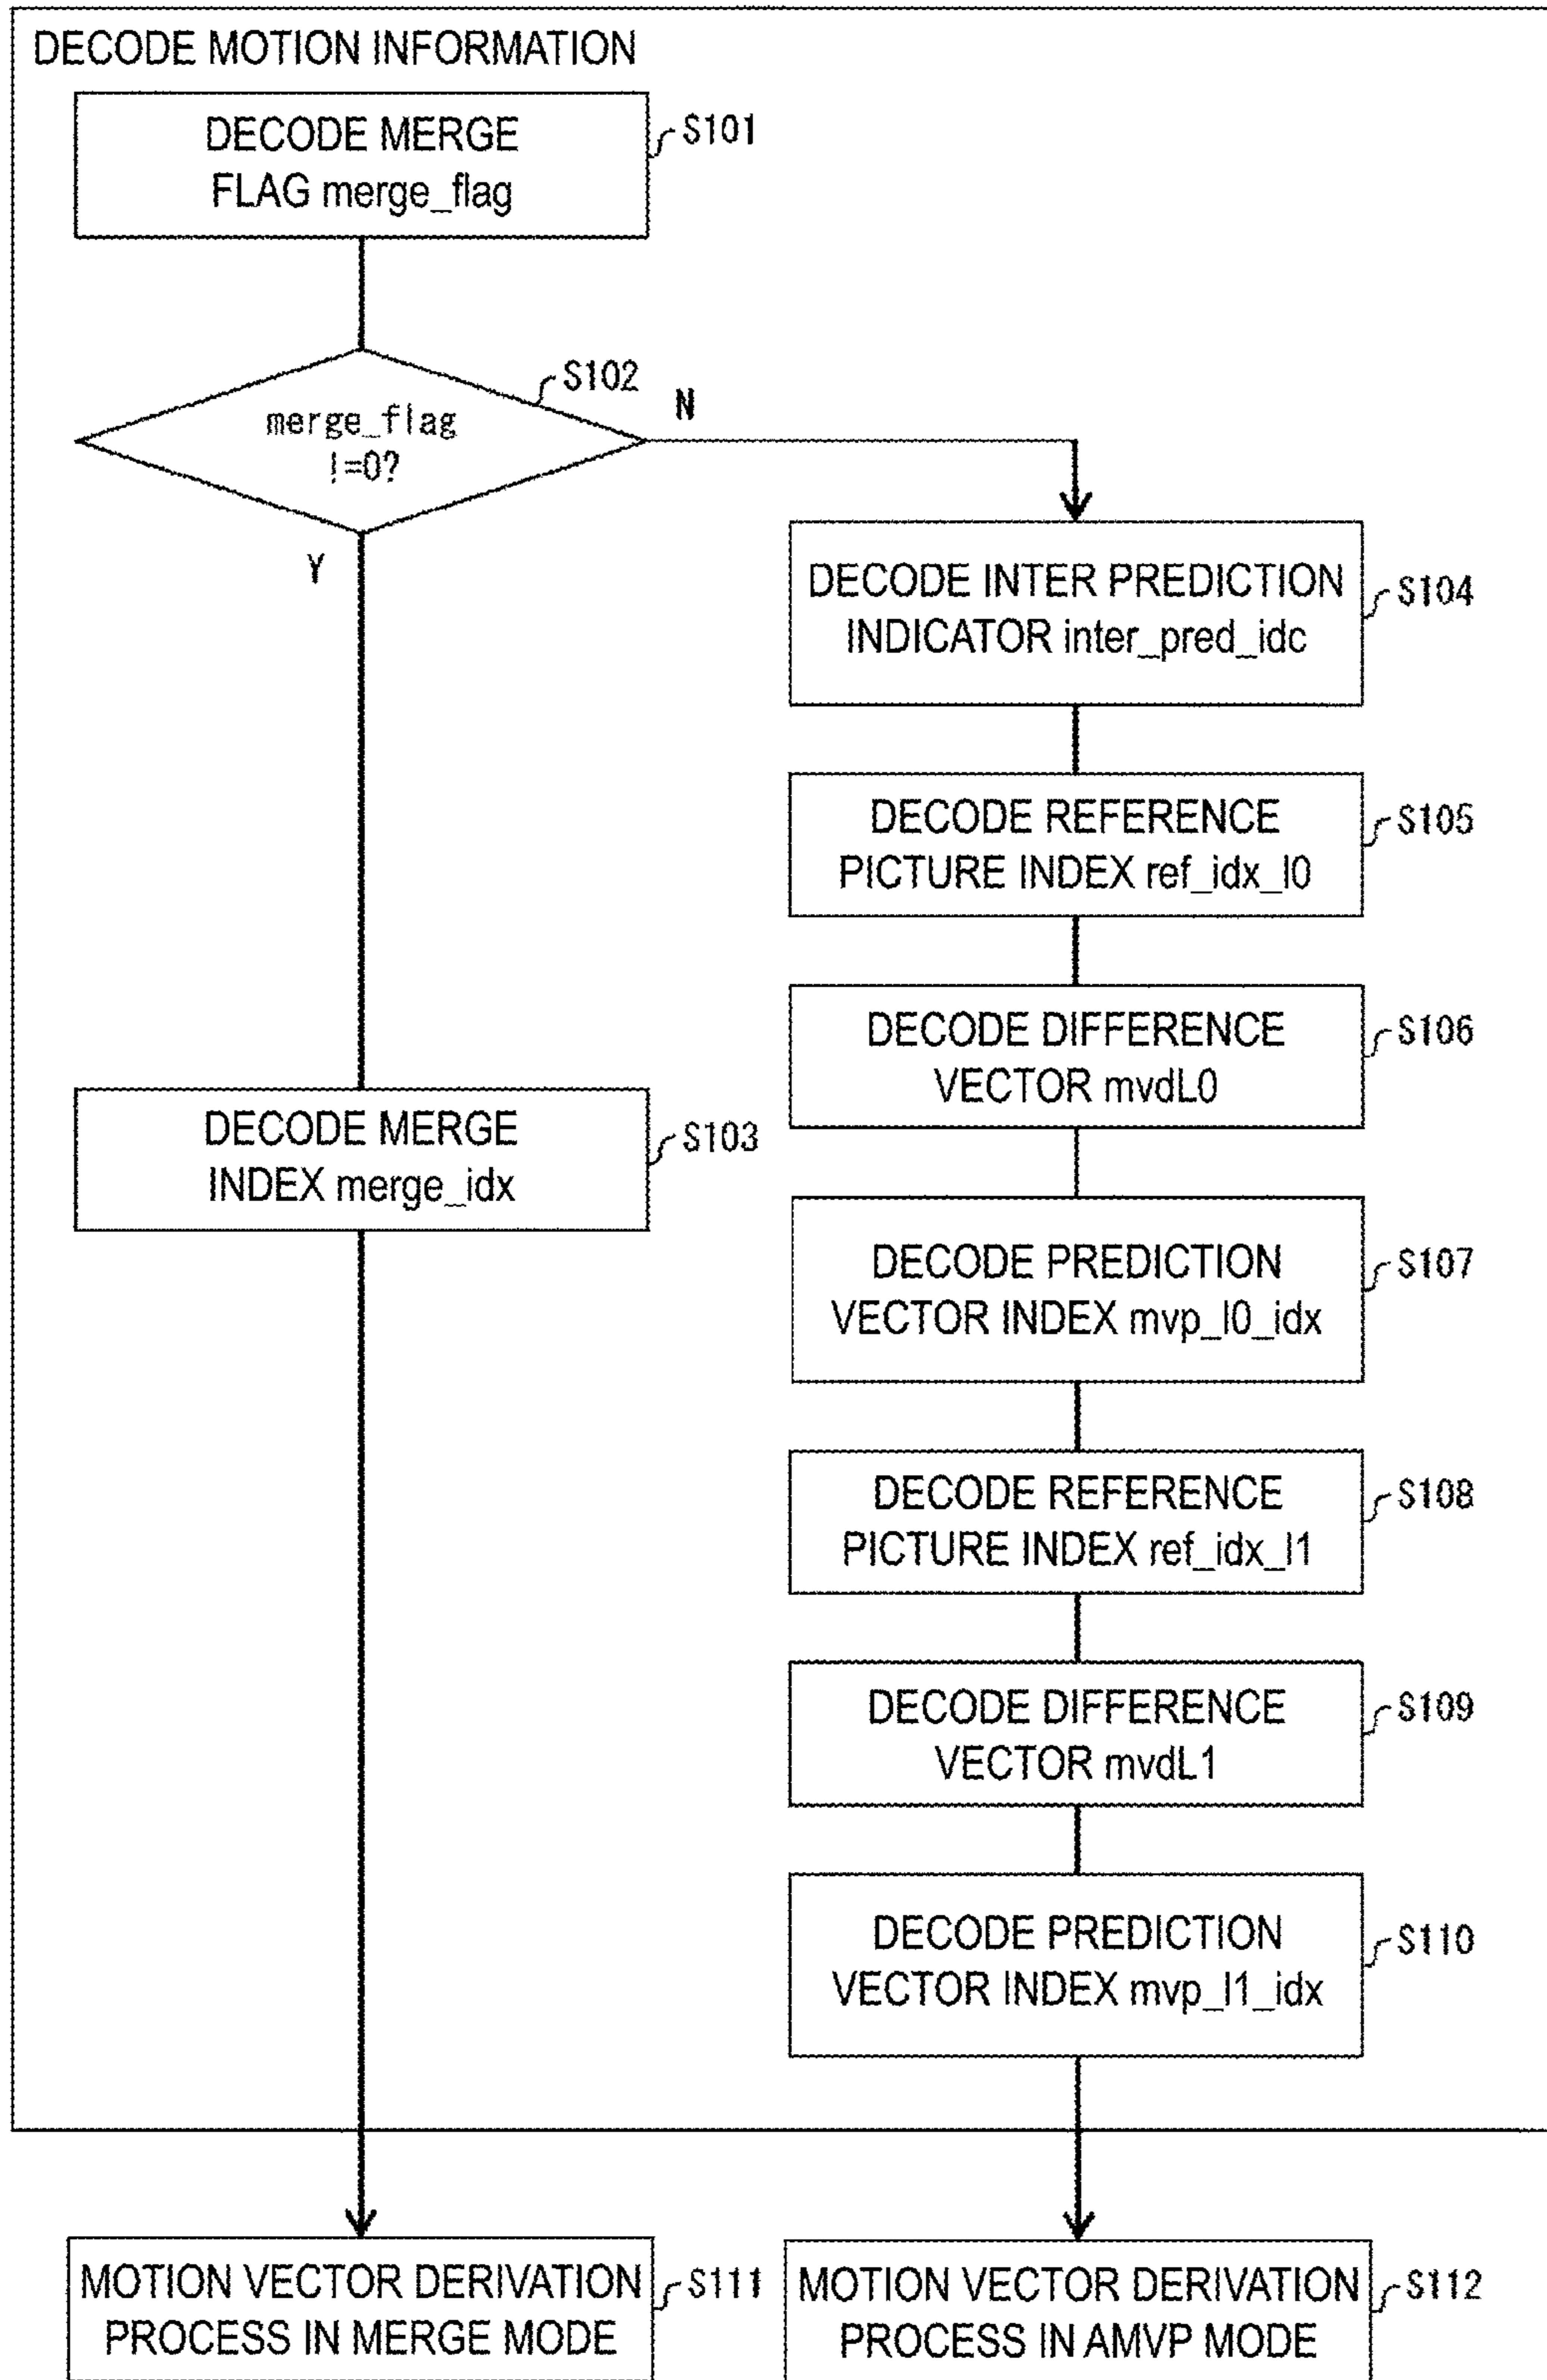 DECODE MOTION INFORMATION
DECODE MERGE
FLAG merge_flag
S101
merge_flag
!=0?
S102
N
Y
DECODE INTER PREDICTION
INDICATOR inter_pred_idc
S104
DECODE REFERENCE
PICTURE INDEX ref_idx_l0
S105
DECODE DIFFERENCE
VECTOR mvdL0
S106
DECODE MERGE
INDEX merge_idx
S103
DECODE PREDICTION
VECTOR INDEX mvp_l0_idx
S107
DECODE REFERENCE
PICTURE INDEX ref_idx_l1
S108
DECODE DIFFERENCE
VECTOR mvdL1
S109
DECODE PREDICTION
VECTOR INDEX mvp_l1_idx
S110
MOTION VECTOR DERIVATION
PROCESS IN MERGE MODE
S111
MOTION VECTOR DERIVATION
PROCESS IN AMVP MODE
S112